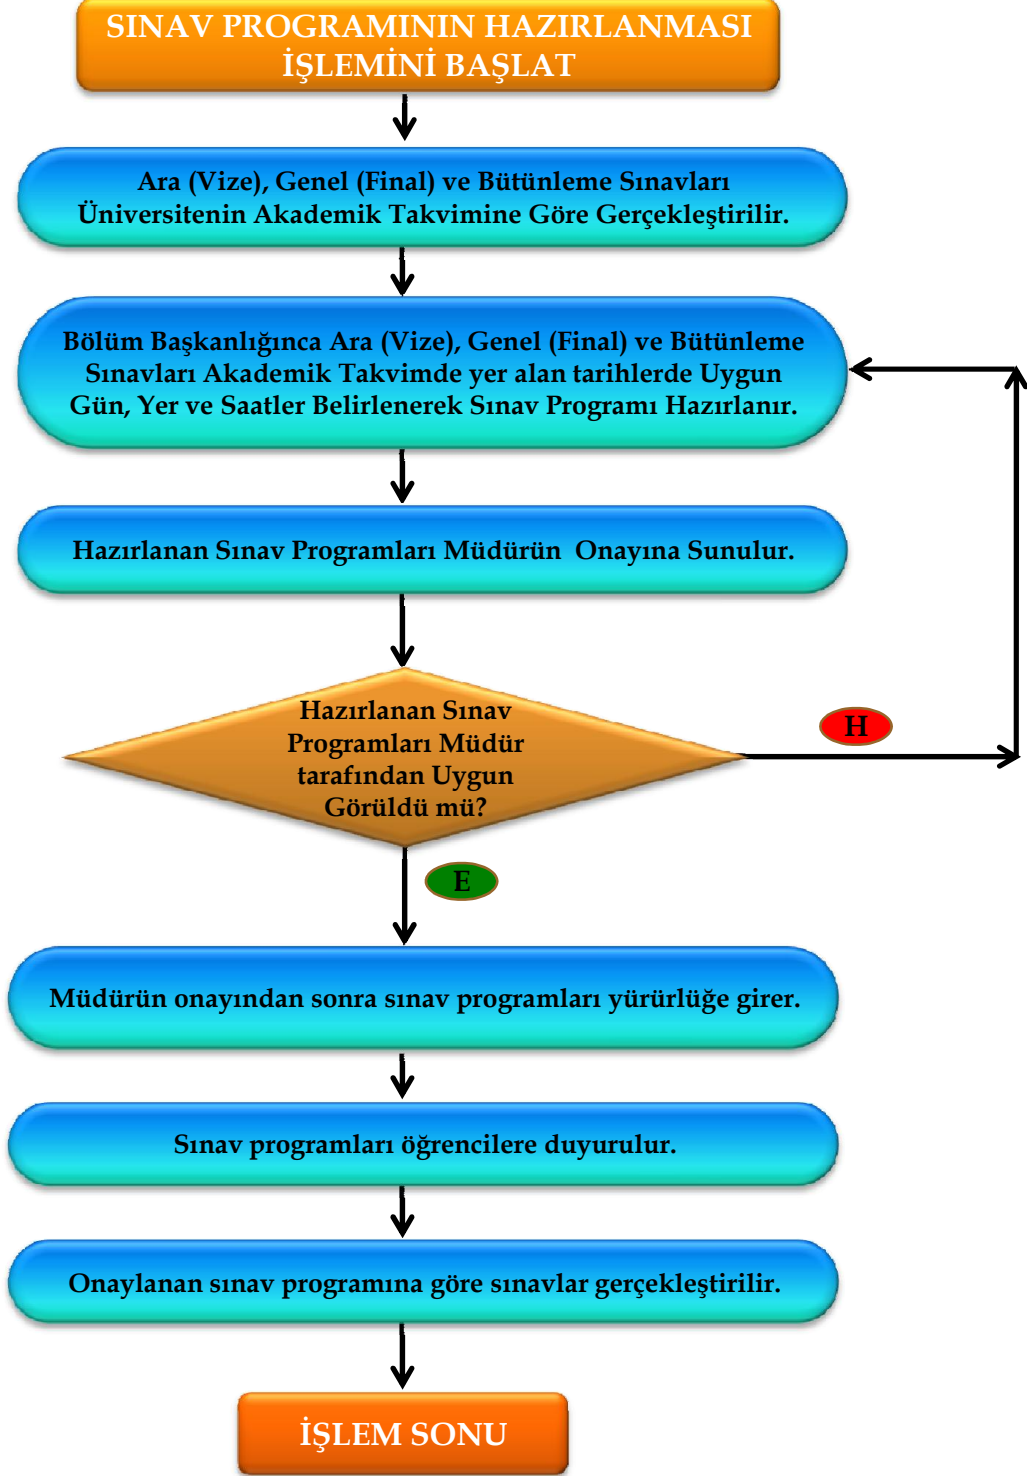 SINAV PROGRAMININ HAZIRLANMASI
İŞLEMİNİ BAŞLAT
Ara (Vize), Genel (Final) ve Bütünleme Sınavları
Üniversitenin Akademik Takvimine Göre Gerçekleştirilir.
Bölüm Başkanlığınca Ara (Vize), Genel (Final) ve Bütünleme
Sınavları Akademik Takvimde yer alan tarihlerde Uygun
Gün, Yer ve Saatler Belirlenerek Sınav Programı Hazırlanır.
Hazırlanan Sınav Programları Müdürün Onayına Sunulur.
Hazırlanan Sınav
Programları Müdür
tarafından Uygun
Görüldü mü?
H
E
Müdürün onayından sonra sınav programları yürürlüğe girer.
Sınav programları öğrencilere duyurulur.
Onaylanan sınav programına göre sınavlar gerçekleştirilir.
İŞLEM SONU